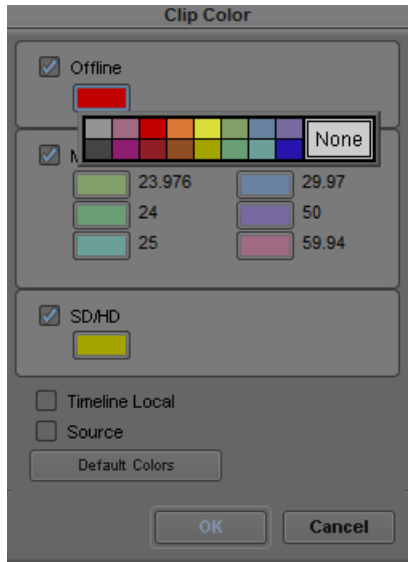 Clip Color
Offline
None
23.976 29.97
24 50
25 59.94
SD/HD
Timeline Local
Source
Default Colors
OK Cancel